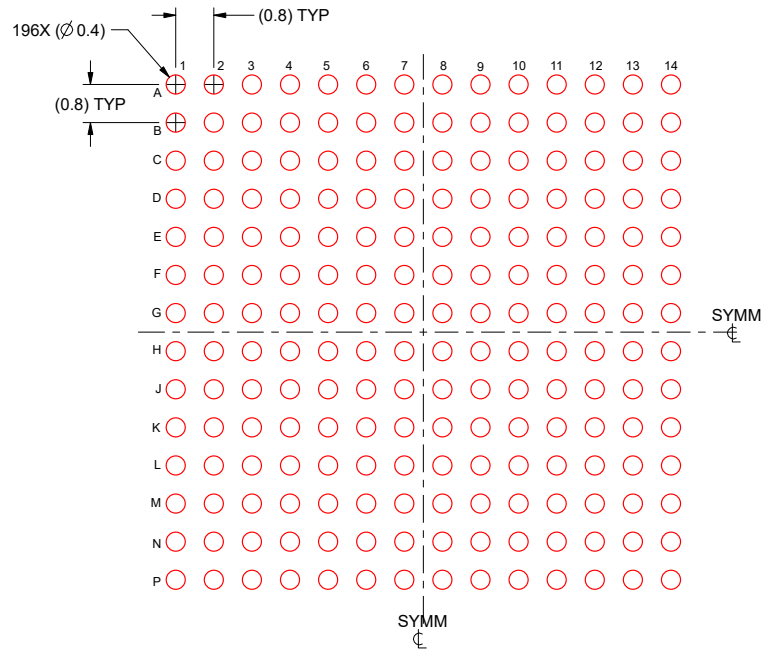 (0.8) TYP
196X (∅ 0.4)
1 2 3 4 5 6 7 8 9 10 11 12 13 14
A
(0.8) TYP
B
C
D
E
F
G
SYMM
H
J
K
L
M
N
P
SYMM